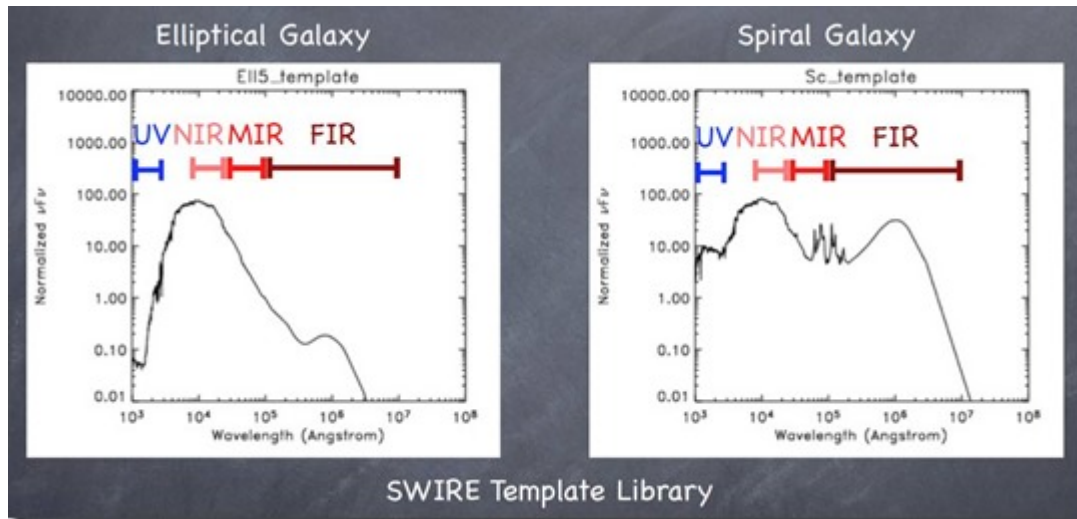 Elliptical Galaxy
Ell5_template
10000.00
1000.00
100.00
10.00
1.00
0.10
0.01
Normalized νFν
UV NIR MIR FIR
10³ 10⁴ 10⁵ 10⁶ 10⁷ 10⁸
Wavelength (Angstrom)
Spiral Galaxy
Sc_template
10000.00
1000.00
100.00
10.00
1.00
0.10
0.01
Normalized νFν
UV NIR MIR FIR
10³ 10⁴ 10⁵ 10⁶ 10⁷ 10⁸
Wavelength (Angstrom)
SWIRE Template Library